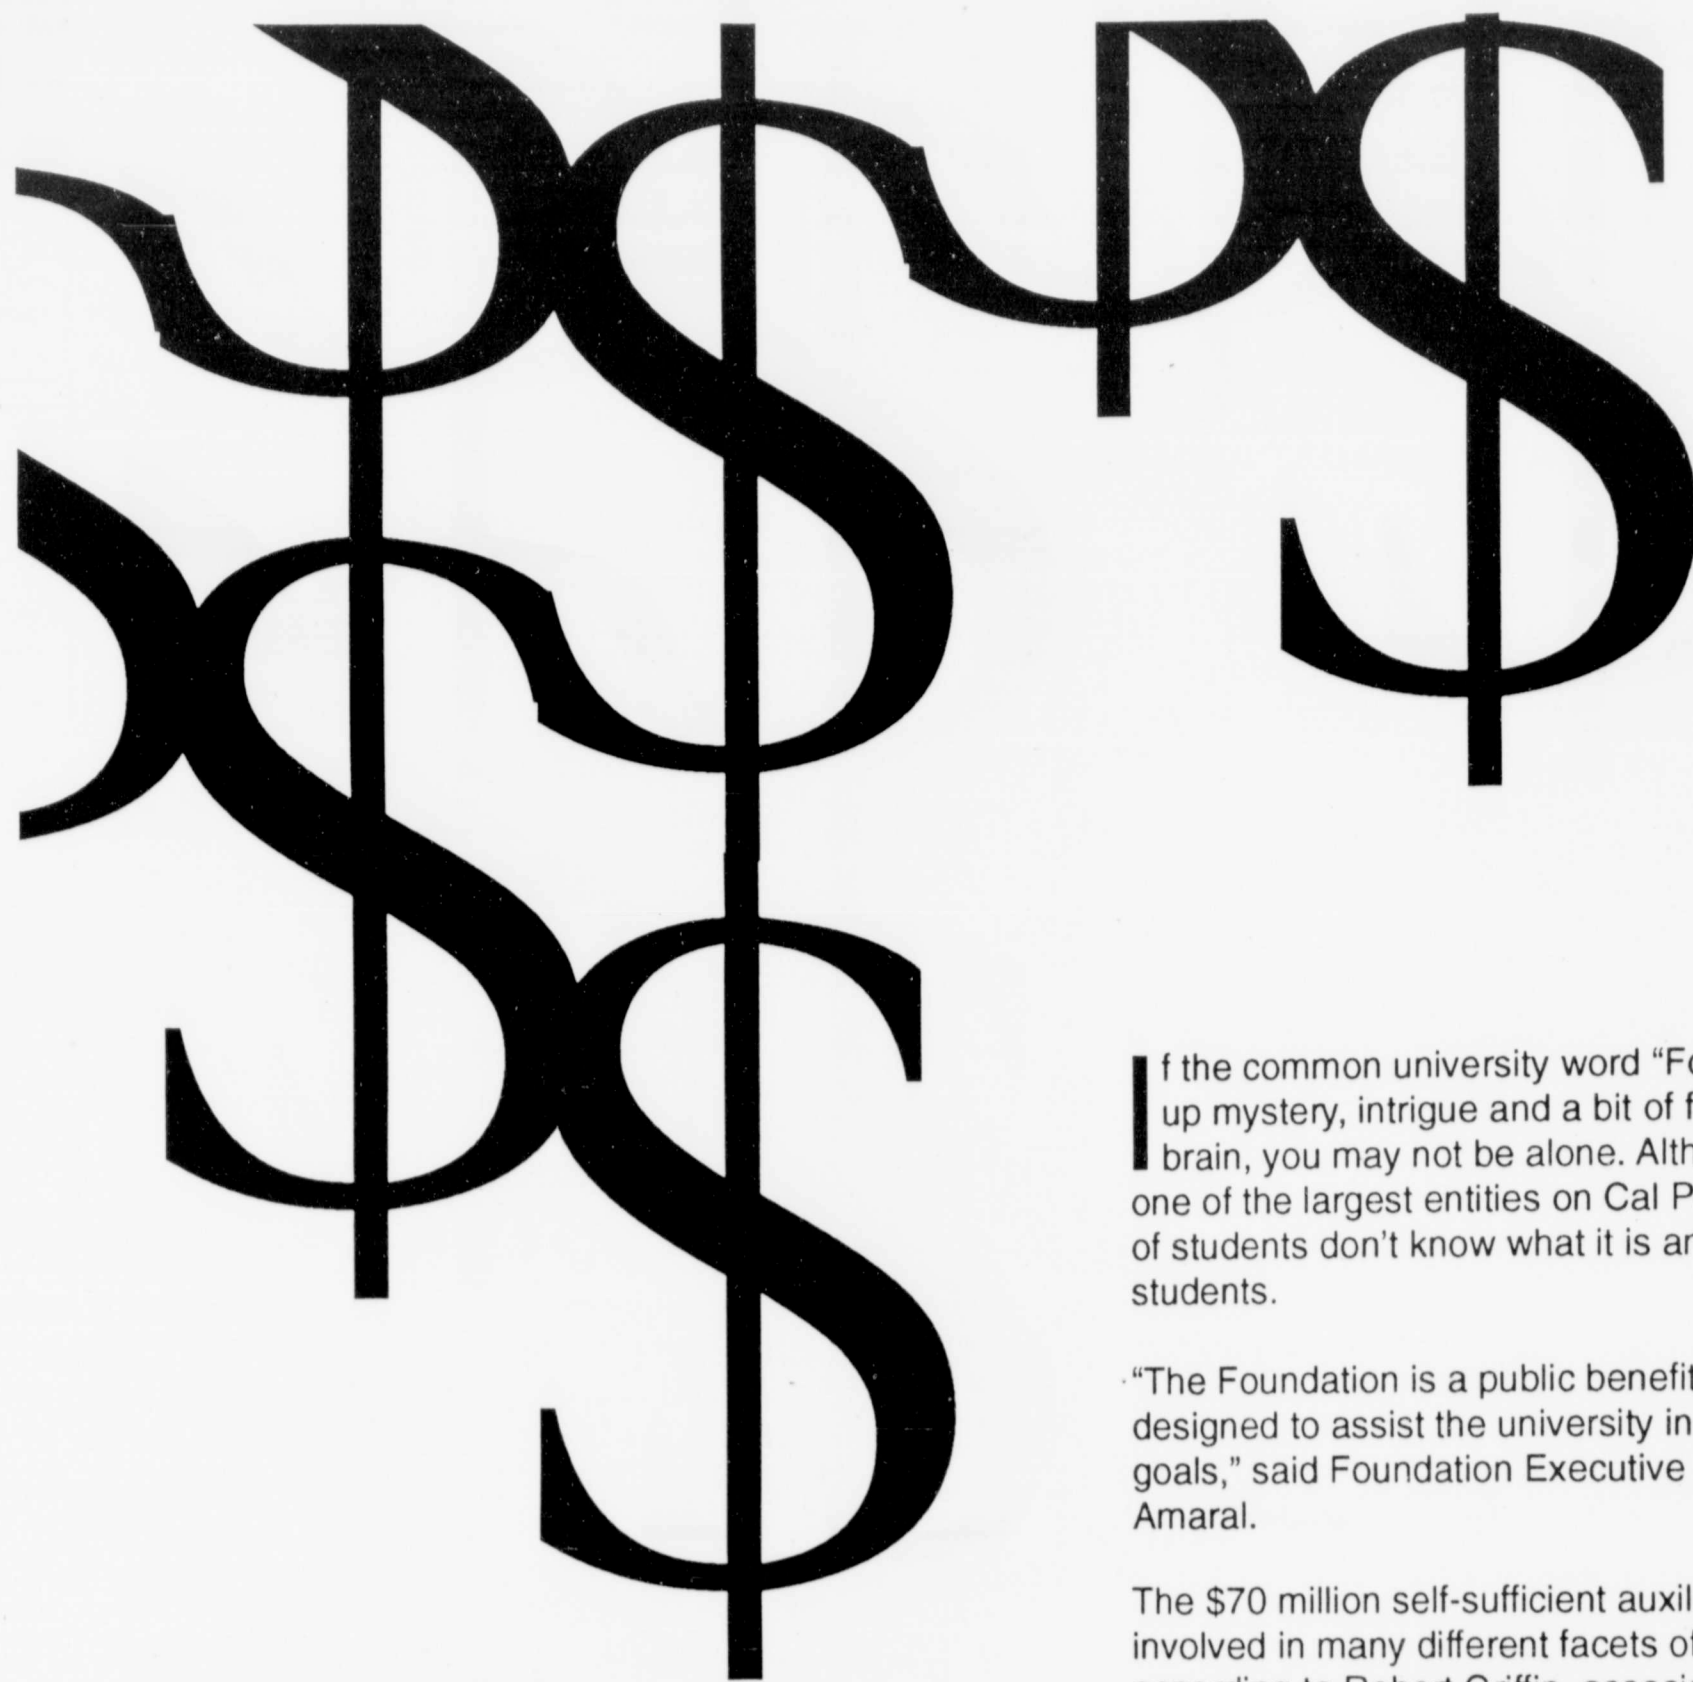 If the common university word “Fo
up mystery, intrigue and a bit of f
brain, you may not be alone. Alth
one of the largest entities on Cal P
of students don't know what it is ar
students.
“The Foundation is a public benefit
designed to assist the university in
goals,” said Foundation Executive
Amaral.
The $70 million self-sufficient auxil
involved in many different facets of